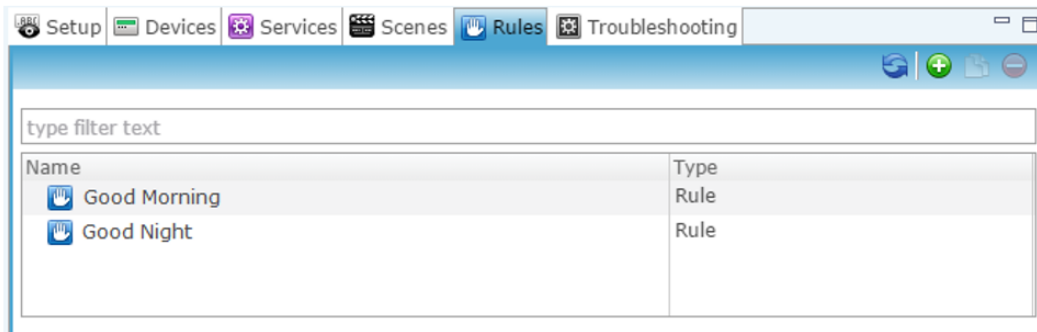 Setup Devices Services Scenes Rules Troubleshooting
type filter text
Name Type
Good Morning Rule
Good Night Rule